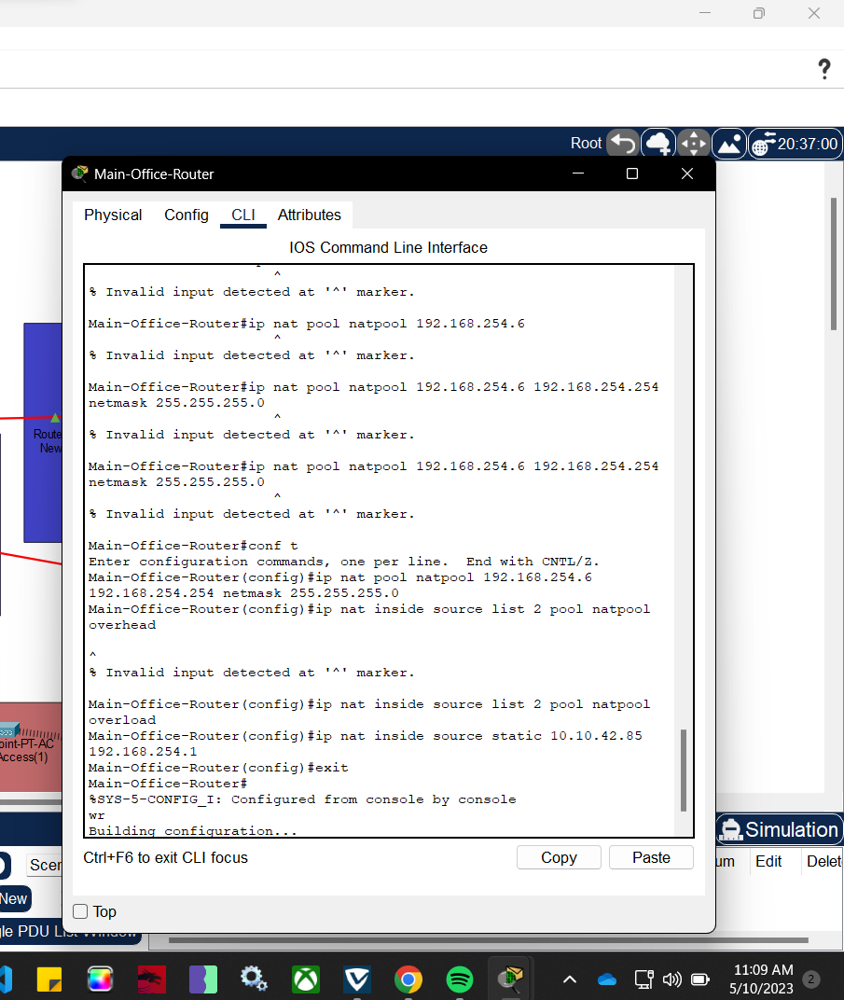 ?
Root
20:37:00
Main-Office-Router
Physical Config CLI Attributes
IOS Command Line Interface
^
% Invalid input detected at '^' marker.
Main-Office-Router#ip nat pool natpool 192.168.254.6
^
% Invalid input detected at '^' marker.
Main-Office-Router#ip nat pool natpool 192.168.254.6 192.168.254.254
netmask 255.255.255.0
^
% Invalid input detected at '^' marker.
Main-Office-Router#ip nat pool natpool 192.168.254.6 192.168.254.254
netmask 255.255.255.0
^
% Invalid input detected at '^' marker.
Main-Office-Router#conf t
Enter configuration commands, one per line.  End with CNTL/Z.
Main-Office-Router(config)#ip nat pool natpool 192.168.254.6
192.168.254.254 netmask 255.255.255.0
Main-Office-Router(config)#ip nat inside source list 2 pool natpool
overhead
^
% Invalid input detected at '^' marker.
Main-Office-Router(config)#ip nat inside source list 2 pool natpool
overload
Main-Office-Router(config)#ip nat inside source static 10.10.42.85
192.168.254.1
Main-Office-Router(config)#exit
Main-Office-Router#
%SYS-5-CONFIG_I: Configured from console by console
wr
Building configuration...
Ctrl+F6 to exit CLI focus
Copy Paste
Top
Route
New
oint-PT-AC
Access(1)
Simulation
Scen
um Edit Delet
New
gle PDU List Window
11:09 AM
5/10/2023
2